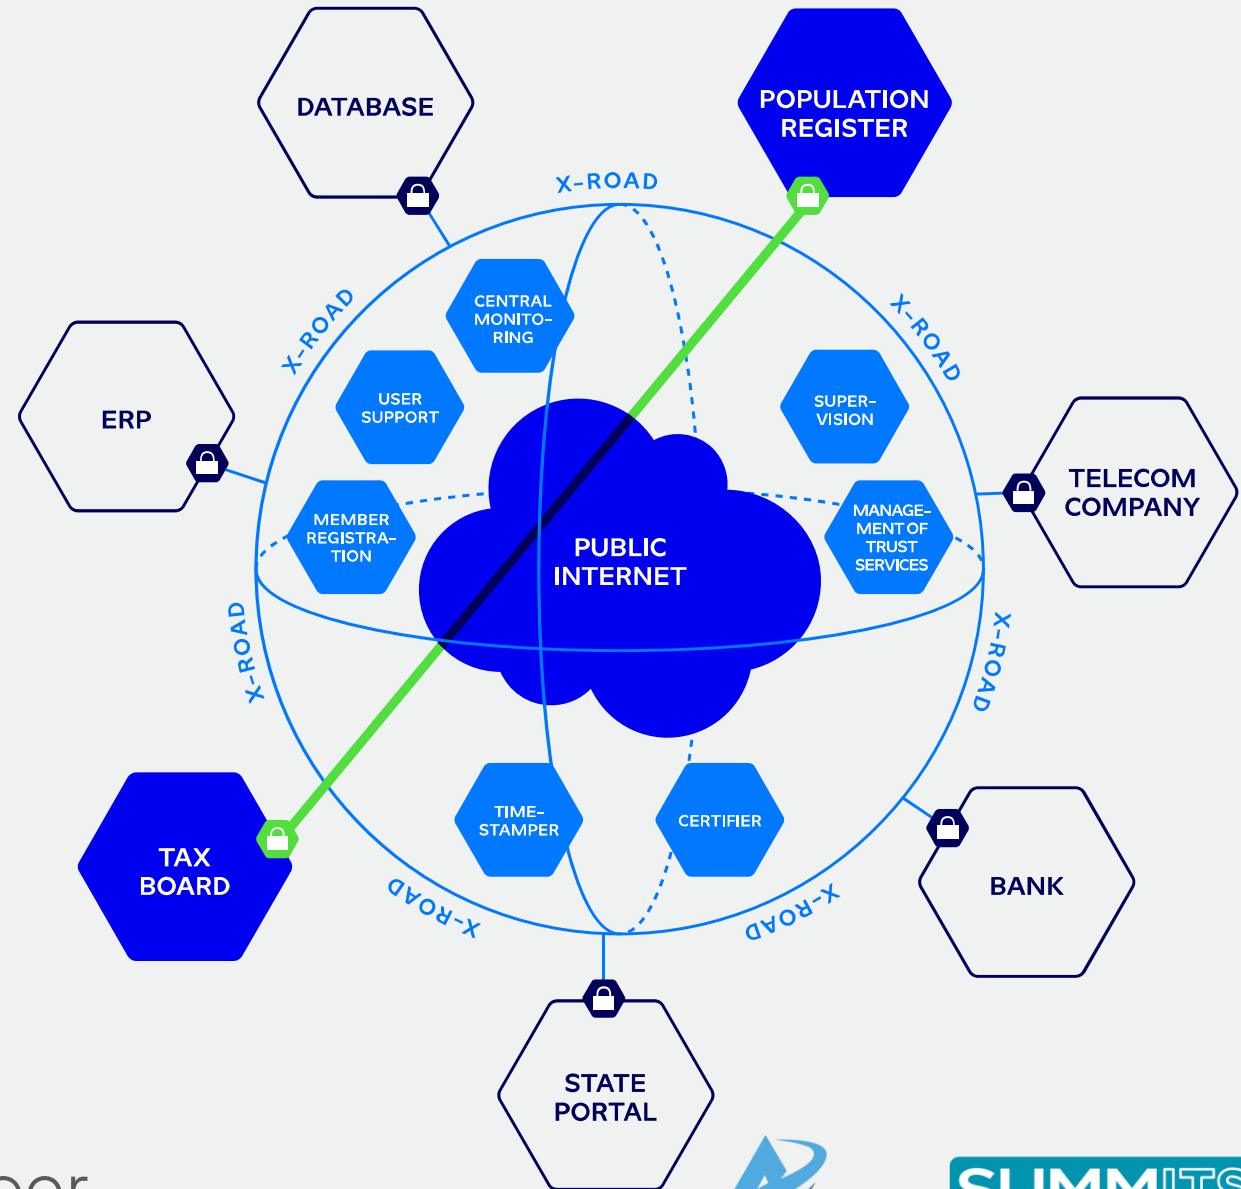 DATABASE
POPULATION
REGISTER
X-ROAD
CENTRAL
MONITO-
RING
X-ROAD
X-ROAD
USER
SUPPORT
SUPER-
VISION
ERP
TELECOM
COMPANY
MEMBER
REGISTRA-
TION
MANAGE-
MENT OF
TRUST
SERVICES
PUBLIC
INTERNET
X-ROAD
X-ROAD
TIME-
STAMPER
CERTIFIER
TAX
BOARD
BANK
X-ROAD
X-ROAD
STATE
PORTAL
SUMMITS